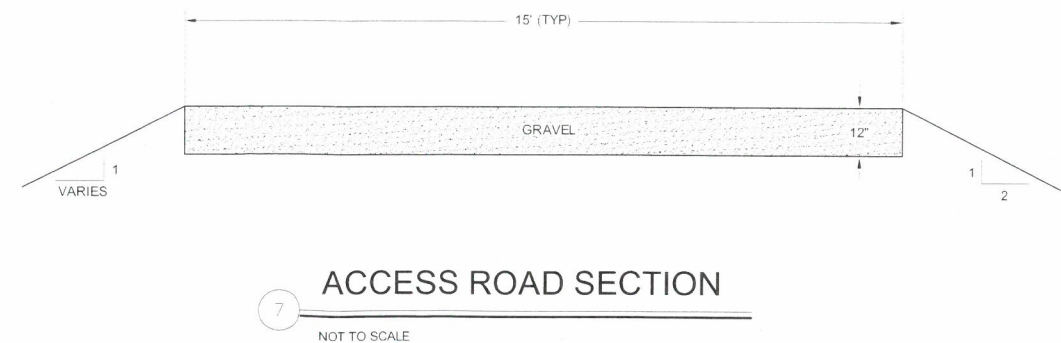 15' (TYP)
GRAVEL
12"
1
VARIES
1
2
ACCESS ROAD SECTION
7
NOT TO SCALE